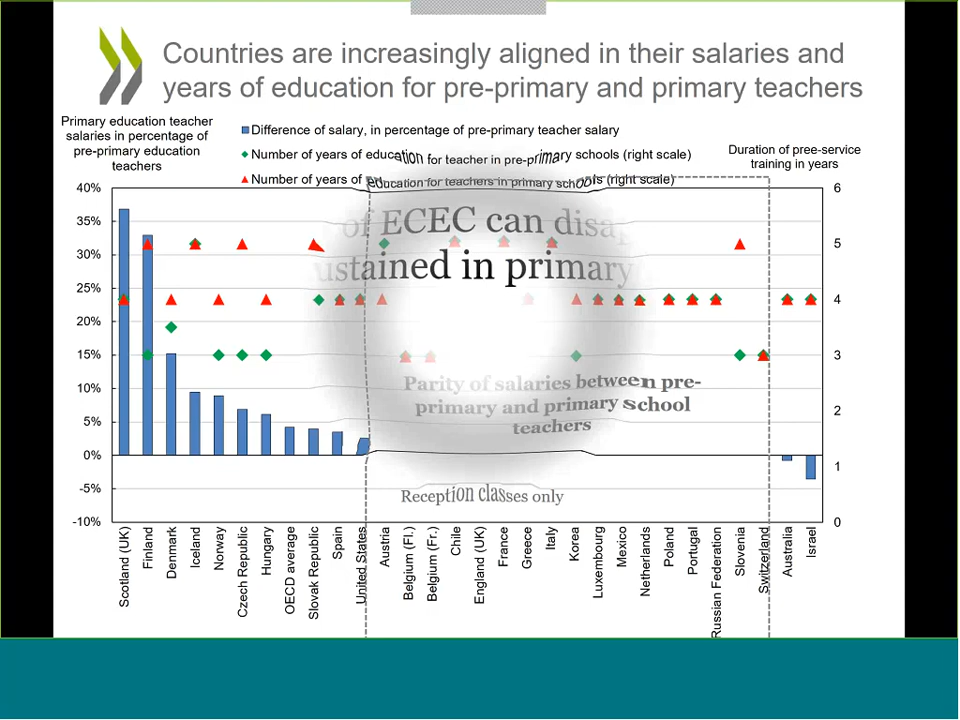 Countries are increasingly aligned in their salaries and
years of education for pre-primary and primary teachers
Primary education teacher
salaries in percentage of
pre-primary education
teachers
Difference of salary, in percentage of pre-primary teacher salary
Number of years of education for teacher in pre-primary schools (right scale)
Number of years of education for teachers in primary schools (right scale)
Duration of pree-service
training in years
of ECEC can
sustained in primary
40%
35%
30%
25%
20%
15%
10%
5%
0%
-5%
-10%
6
5
4
3
2
1
0
Parity of salaries between pre-
primary and primary school
teachers
Reception classes only
Scotland (UK)
Finland
Denmark
Iceland
Norway
Czech Republic
Hungary
OECD average
Slovak Republic
Spain
United States
Austria
Belgium (Fl.)
Belgium (Fr.)
Chile
England (UK)
France
Greece
Italy
Korea
Luxembourg
Mexico
Netherlands
Poland
Portugal
Russian Federation
Slovenia
Switzerland
Australia
Israel